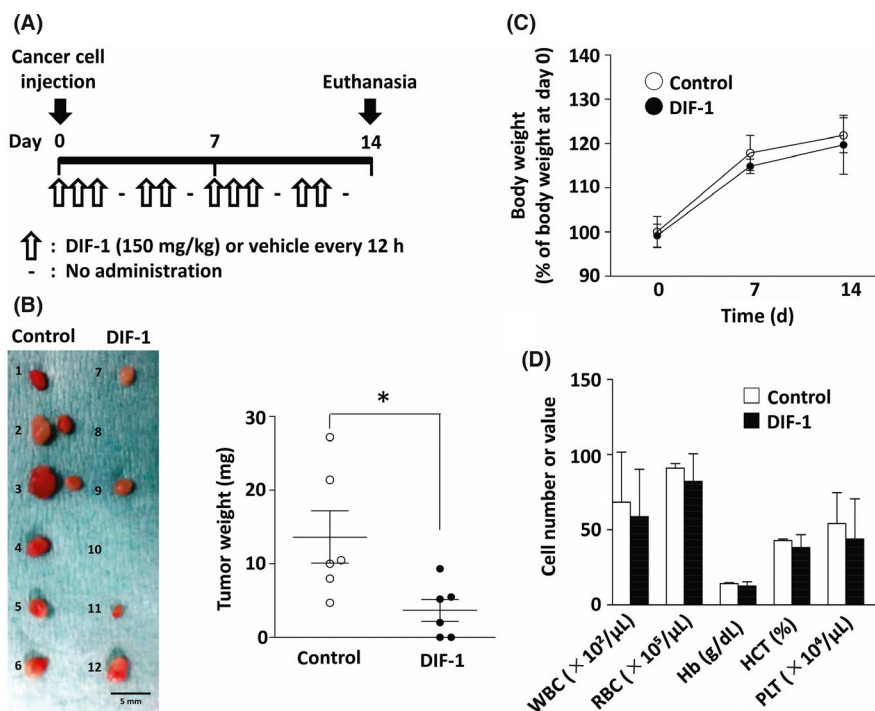 (A)
Cancer cell
injection
Euthanasia
Day 0 7 14
- - - -
: DIF-1 (150 mg/kg) or vehicle every 12 h
- : No administration
(B)
Control DIF-1
1 7
2 8
3 9
4 10
5 11
6 12
5 mm
*
Tumor weight (mg)
30
20
10
0
Control DIF-1
(C)
Body weight
(% of body weight at day 0)
140
130
120
110
100
90
Control
DIF-1
0 7 14
Time (d)
(D)
Cell number or value
150
100
50
0
Control
DIF-1
WBC (×10²/μL)
RBC (×10⁵/μL)
Hb (g/dL)
HCT (%)
PLT (×10⁴/μL)